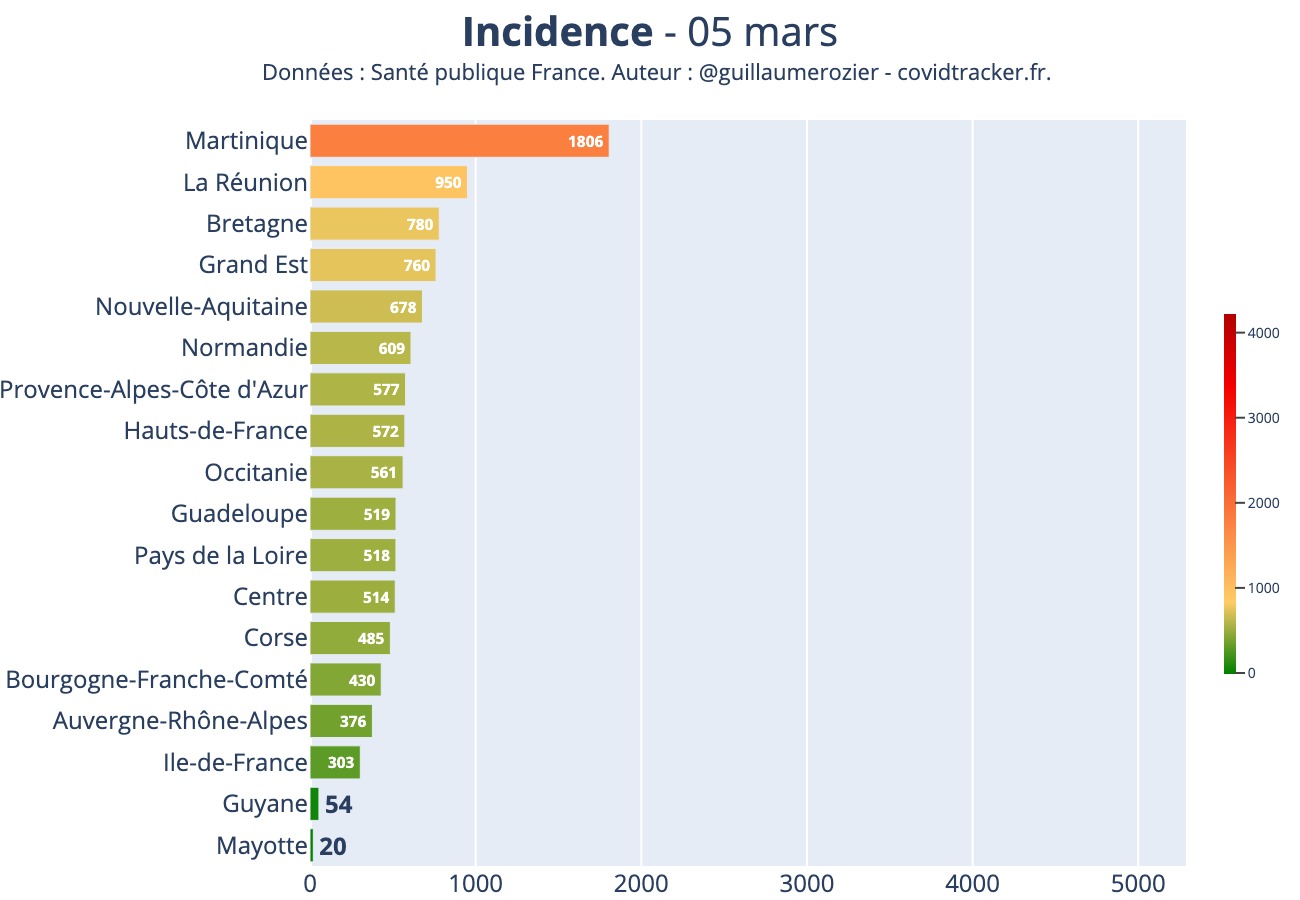 Incidence - 05 mars
Données : Santé publique France. Auteur : @guillaumerozier - covidtracker.fr.
Martinique 1806
La Réunion 950
Bretagne 780
Grand Est 760
Nouvelle-Aquitaine 678
Normandie 609
Provence-Alpes-Côte d'Azur 577
Hauts-de-France 572
Occitanie 561
Guadeloupe 519
Pays de la Loire 518
Centre 514
Corse 485
Bourgogne-Franche-Comté 430
Auvergne-Rhône-Alpes 376
Ile-de-France 303
Guyane 54
Mayotte 20
0 1000 2000 3000 4000 5000
4000
3000
2000
1000
0